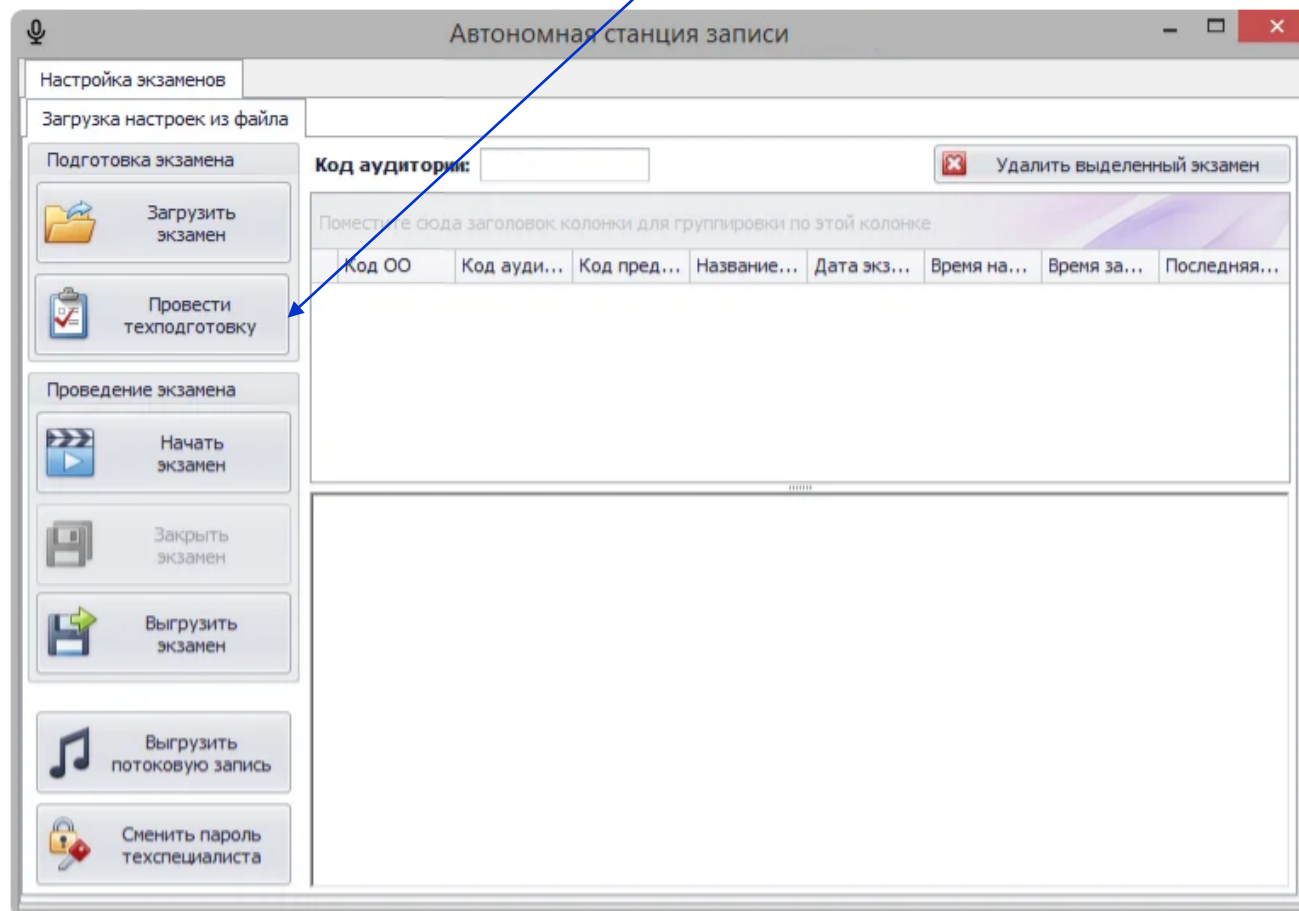 Автономная станция записи
Настройка экзаменов
Загрузка настроек из файла
Подготовка экзамена
Загрузить
экзамен
Провести
техподготовку
Проведение экзамена
Начать
экзамен
Закрыть
экзамен
Выгрузить
экзамен
Выгрузить
потоковую запись
Сменить пароль
техспециалиста
Код аудитории:
Удалить выделенный экзамен
Поместите сюда заголовок колонки для группировки по этой колонке
Код ОО Код ауди... Код пред... Название... Дата экз... Время на... Время за... Последняя...